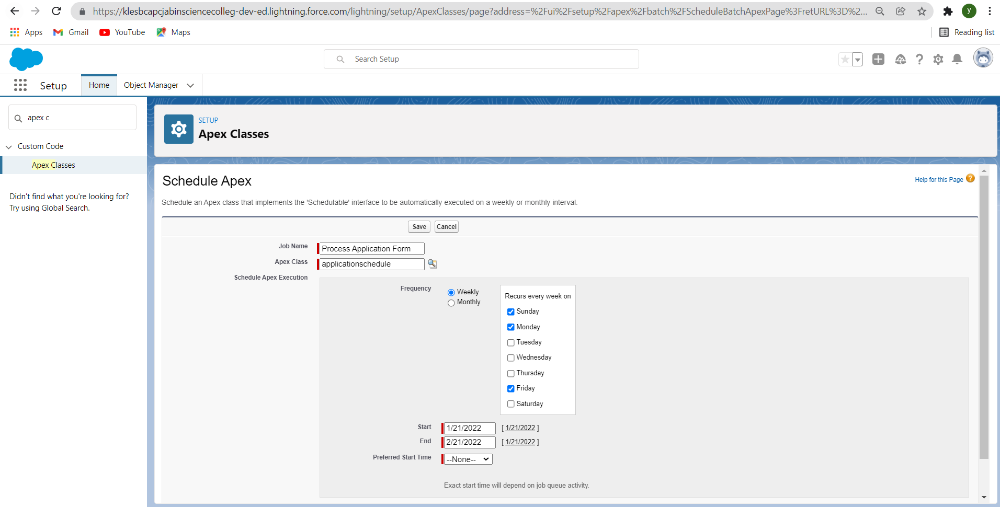 https://klesbcapcjabinsciencecolleg-dev-ed.lightning.force.com/lightning/setup/ApexClasses/page?address=%2Fui%2Fsetup%2Fapex%2Fbatch%2FScheduleBatchApexPage%3FretURL%3D%2...
y
Apps Gmail YouTube Maps
Reading list
Search Setup
Setup Home Object Manager
apex c
Custom Code
Apex Classes
Didn't find what you're looking for?
Try using Global Search.
SETUP
Apex Classes
Schedule Apex
Help for this Page ?
Schedule an Apex class that implements the 'Schedulable' interface to be automatically executed on a weekly or monthly interval.
Save Cancel
Job Name Process Application Form
Apex Class applicationschedule
Schedule Apex Execution
Frequency
Weekly
Monthly
Recurs every week on
Sunday
Monday
Tuesday
Wednesday
Thursday
Friday
Saturday
Start 1/21/2022 [ 1/21/2022 ]
End 2/21/2022 [ 1/21/2022 ]
Preferred Start Time --None--
Exact start time will depend on job queue activity.